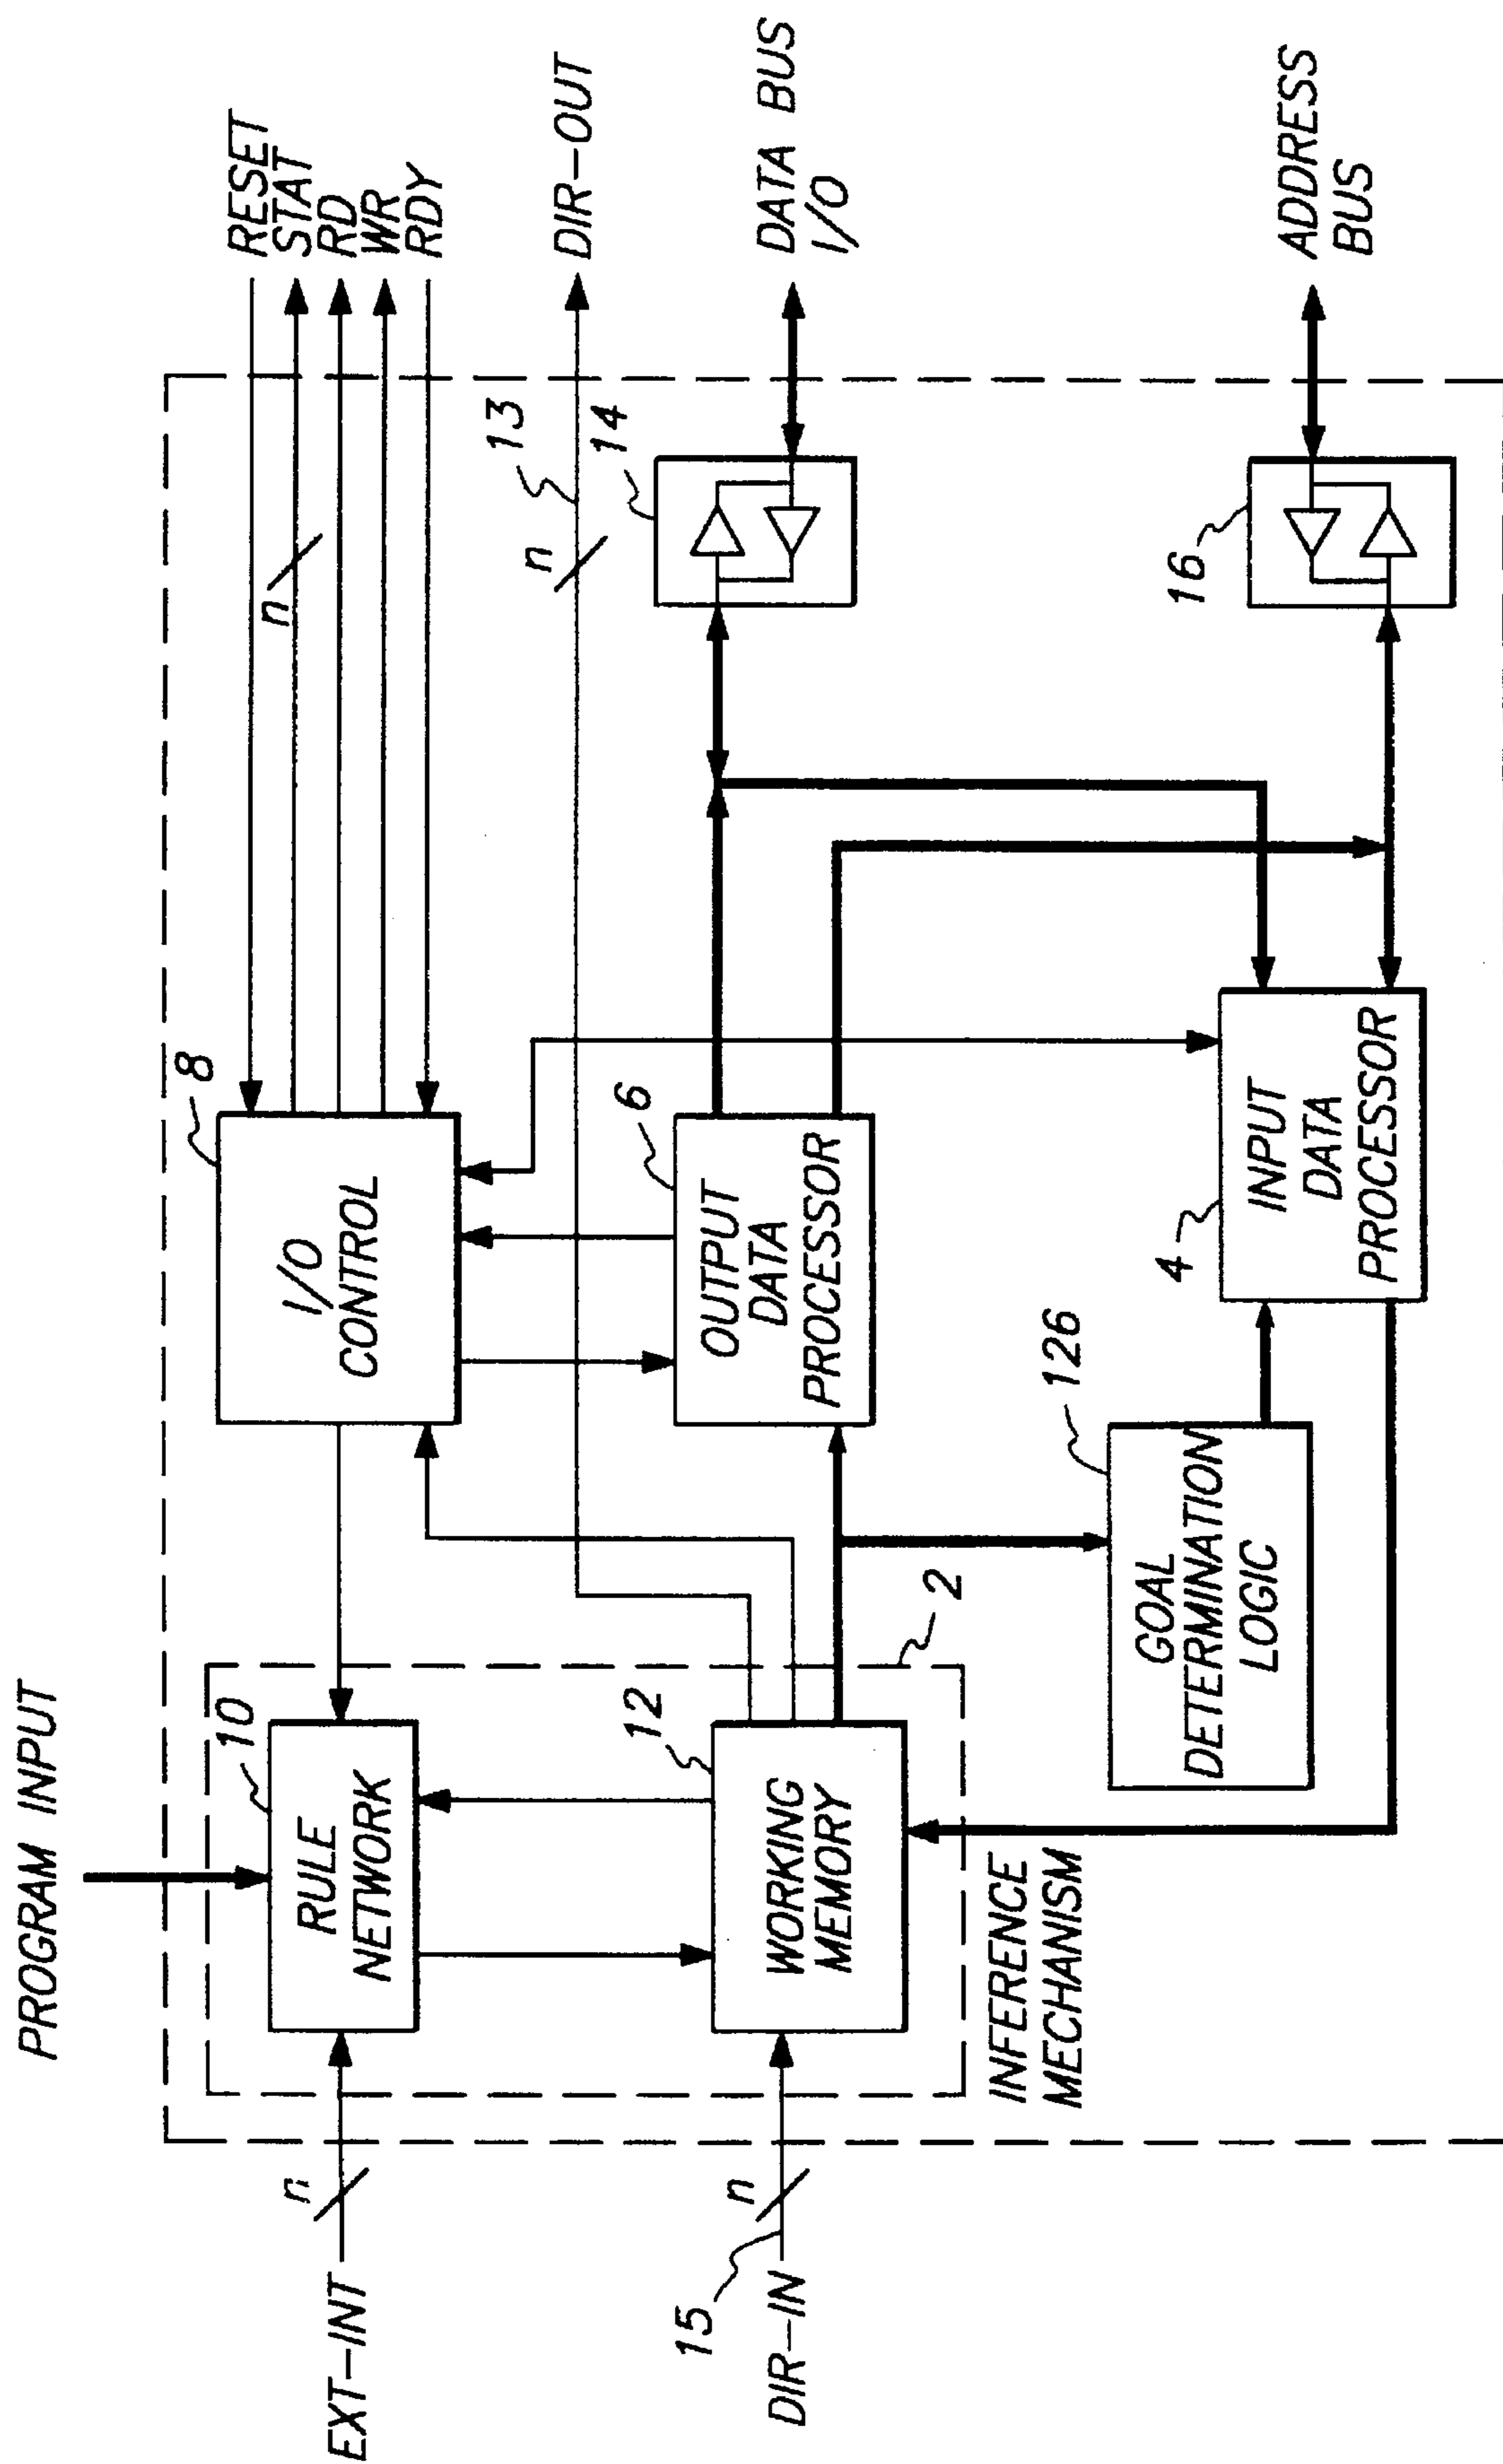 PROGRAM INPUT
EXT-INT
n
10
RULE
NETWORK
8
I/O
CONTROL
n
RESET
STAT
RD
WR
RDY
15
DIR-IN
n
12
WORKING
MEMORY
2
INFERENCE
MECHANISM
6
OUTPUT
DATA
PROCESSOR
n
13
DIR-OUT
14
DATA BUS
I/O
126
GOAL
DETERMINATION
LOGIC
4
INPUT
DATA
PROCESSOR
16
ADDRESS
BUS